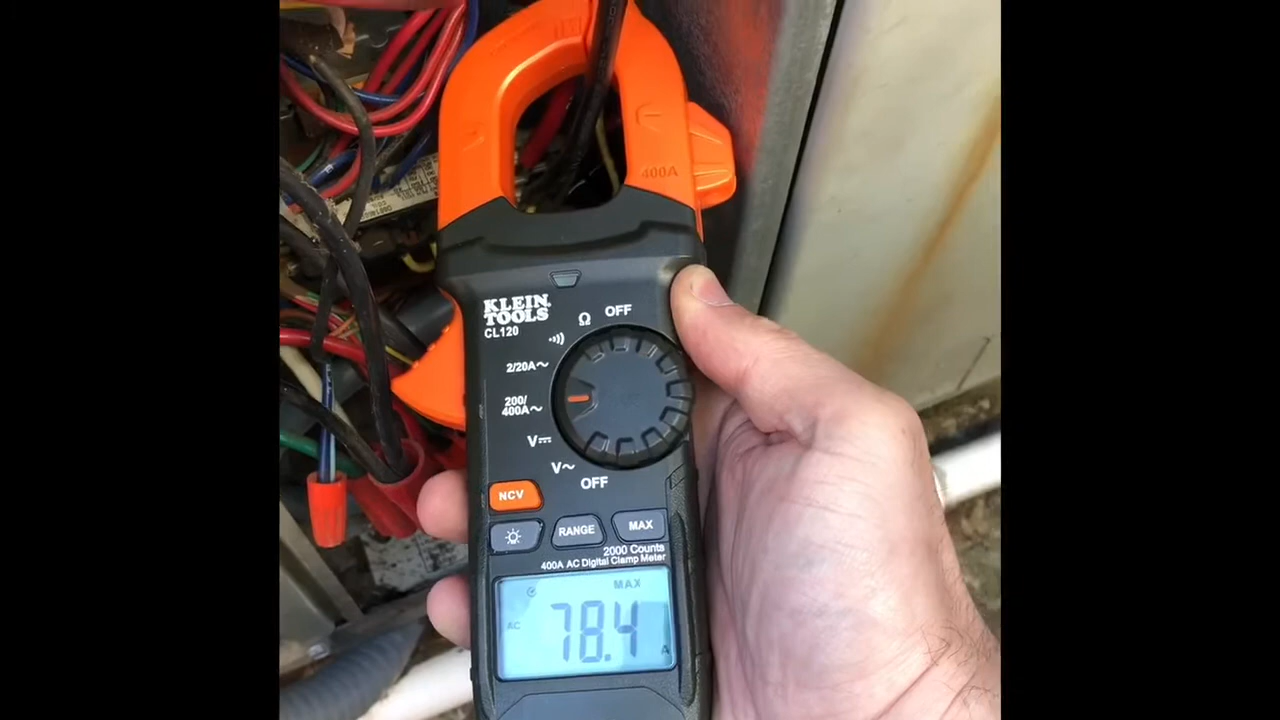 400A
KLEIN
TOOLS
CL120
Ω OFF
2/20A~
200/
400A~
V⎓
V~
OFF
NCV
RANGE
MAX
2000 Counts
400A AC Digital Clamp Meter
MAX
AC
78.4
A